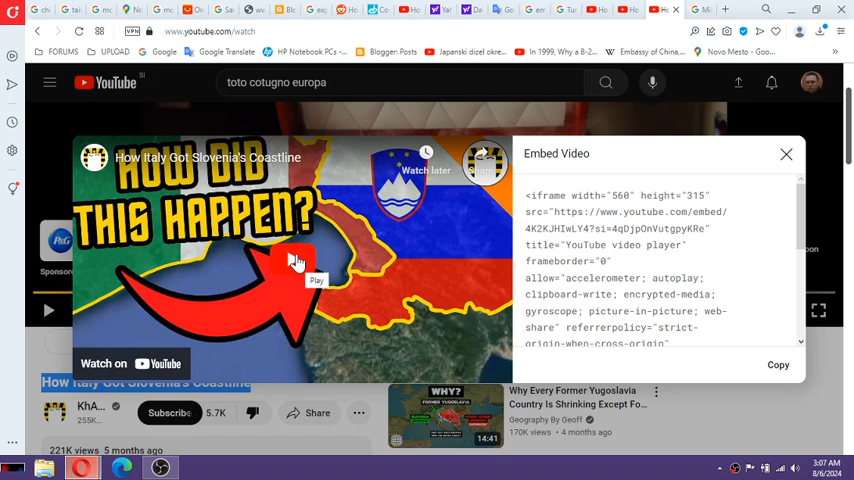 VPN
www.youtube.com/watch
FORUMS
UPLOAD
Google
Google Translate
HP Notebook PCs
Blogger: Posts
Japanski dizel okre...
In 1999, Why a B-2...
Embassy of China,...
Novo Mesto - Goo...
YouTube SI
toto cotugno europa
How Italy Got Slovenia's Coastline
HOW DID
THIS HAPPEN?
Watch later
Share
Play
Watch on YouTube
Embed Video
<iframe width="560" height="315"
src="https://www.youtube.com/embed/
4K2KJHIwLY4?si=4qDjpOnVutgpyKRe"
title="YouTube video player"
frameborder="0"
allow="accelerometer; autoplay;
clipboard-write; encrypted-media;
gyroscope; picture-in-picture; web-
share" referrerpolicy="strict-
origin-when-cross-origin"
Copy
P&G
Sponsored
How Italy Got Slovenia's Coastline
KhA...
255K...
Subscribe
5.7K
Share
221K views 5 months ago
WHY?
14:41
Why Every Former Yugoslavia
Country Is Shrinking Except Fo...
Geography By Geoff
170K views • 4 months ago
3:07 AM
8/6/2024